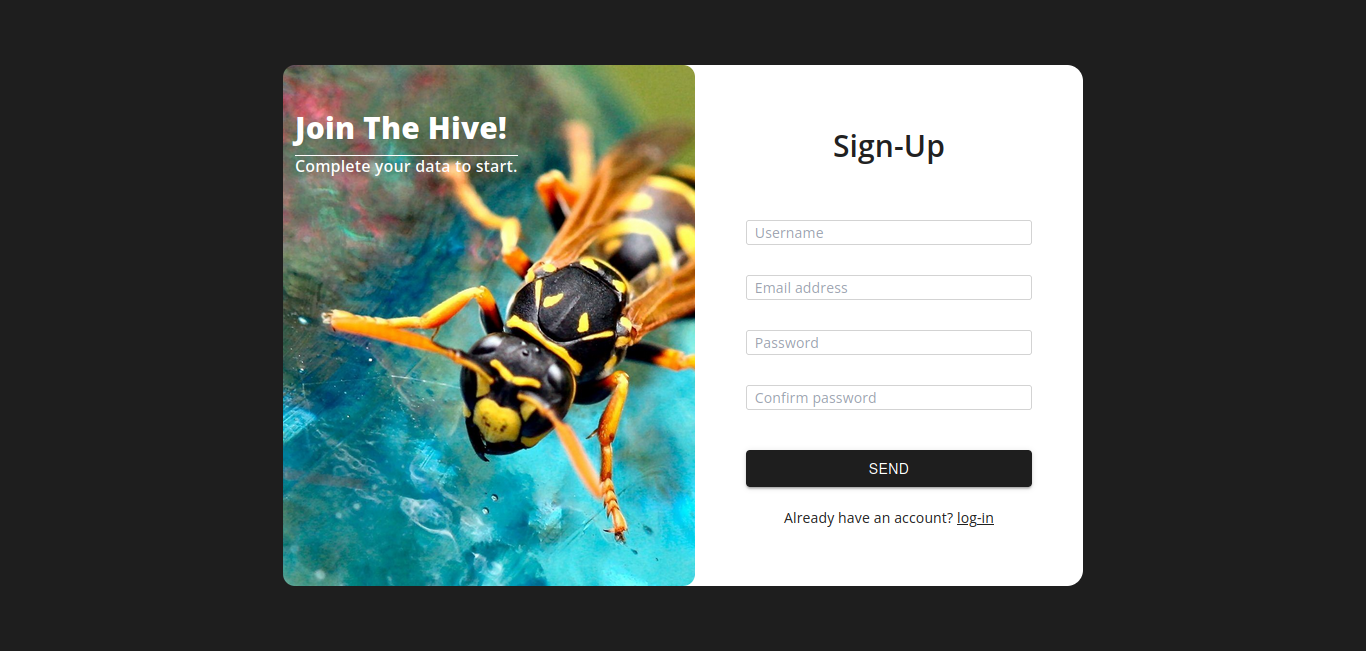 Join The Hive!
Complete your data to start.
Sign-Up
Username
Email address
Password
Confirm password
SEND
Already have an account? log-in